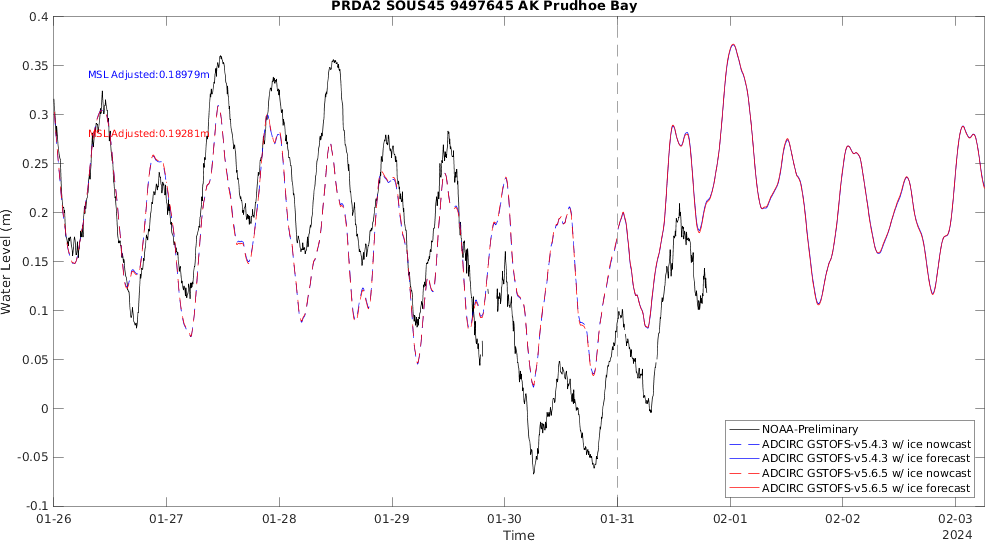 PRDA2 SOUS45 9497645 AK Prudhoe Bay
0.4
0.35
0.3
0.25
0.2
0.15
0.1
0.05
0
-0.05
-0.1
Water Level (m)
MSL Adjusted:0.18979m
MSL Adjusted:0.19281m
NOAA-Preliminary
ADCIRC GSTOFS-v5.4.3 w/ ice nowcast
ADCIRC GSTOFS-v5.4.3 w/ ice forecast
ADCIRC GSTOFS-v5.6.5 w/ ice nowcast
ADCIRC GSTOFS-v5.6.5 w/ ice forecast
01-26 01-27 01-28 01-29 01-30 01-31 02-01 02-02 02-03
Time
2024